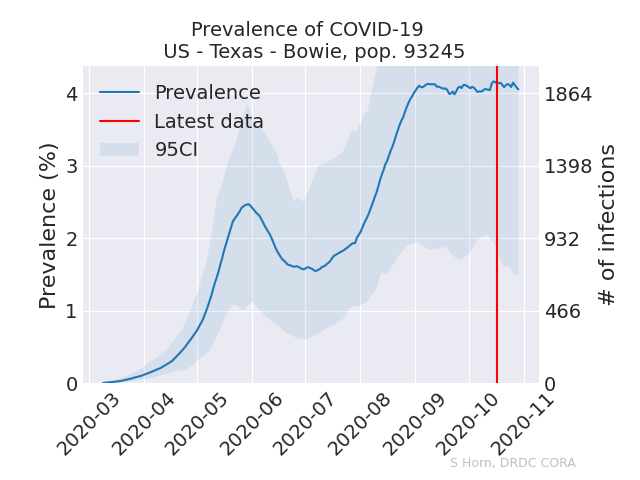 Prevalence of COVID-19
US - Texas - Bowie, pop. 93245
Prevalence
Latest data
95CI
Prevalence (%)
4
3
2
1
0
1864
1398
932
466
0
# of infections
2020-03
2020-04
2020-05
2020-06
2020-07
2020-08
2020-09
2020-10
2020-11
S Horn, DRDC CORA